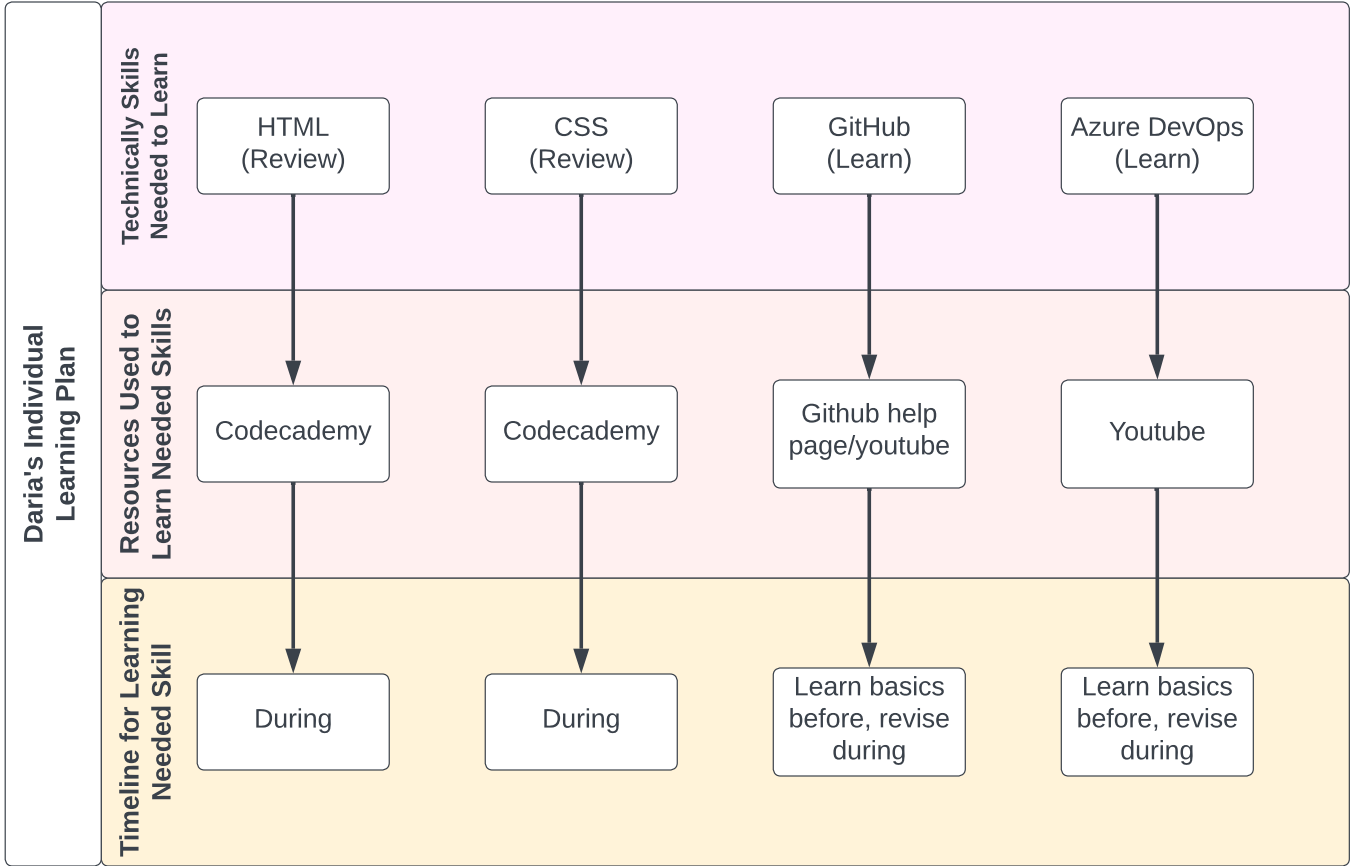 Daria's Individual
Learning Plan
Technically Skills
Needed to Learn
HTML
(Review)
CSS
(Review)
GitHub
(Learn)
Azure DevOps
(Learn)
Resources Used to
Learn Needed Skills
Codecademy
Codecademy
Github help
page/youtube
Youtube
Timeline for Learning
Needed Skill
During
During
Learn basics
before, revise
during
Learn basics
before, revise
during